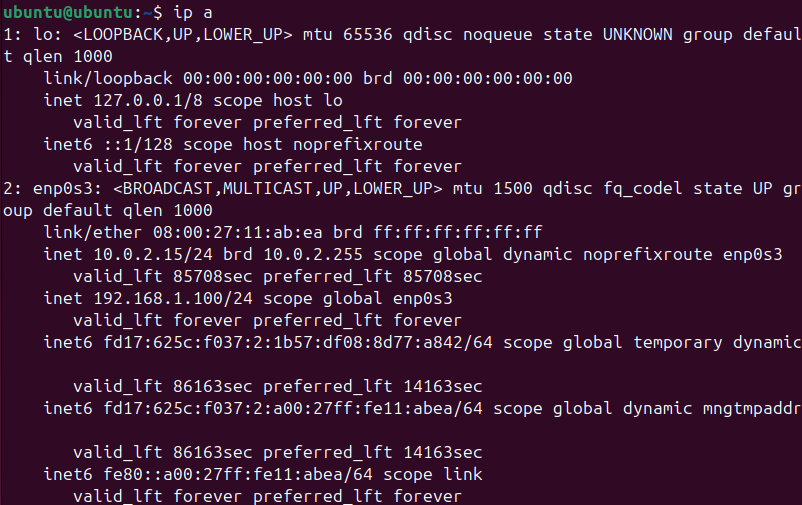 ubuntu@ubuntu:~$ ip a
1: lo: <LOOPBACK,UP,LOWER_UP> mtu 65536 qdisc noqueue state UNKNOWN group defaul
t qlen 1000
    link/loopback 00:00:00:00:00:00 brd 00:00:00:00:00:00
    inet 127.0.0.1/8 scope host lo
       valid_lft forever preferred_lft forever
    inet6 ::1/128 scope host noprefixroute
       valid_lft forever preferred_lft forever
2: enp0s3: <BROADCAST,MULTICAST,UP,LOWER_UP> mtu 1500 qdisc fq_codel state UP gr
oup default qlen 1000
    link/ether 08:00:27:11:ab:ea brd ff:ff:ff:ff:ff:ff
    inet 10.0.2.15/24 brd 10.0.2.255 scope global dynamic noprefixroute enp0s3
       valid_lft 85708sec preferred_lft 85708sec
    inet 192.168.1.100/24 scope global enp0s3
       valid_lft forever preferred_lft forever
    inet6 fd17:625c:f037:2:1b57:df08:8d77:a842/64 scope global temporary dynamic
       valid_lft 86163sec preferred_lft 14163sec
    inet6 fd17:625c:f037:2:a00:27ff:fe11:abea/64 scope global dynamic mngtmpaddr
       valid_lft 86163sec preferred_lft 14163sec
    inet6 fe80::a00:27ff:fe11:abea/64 scope link
       valid_lft forever preferred_lft forever